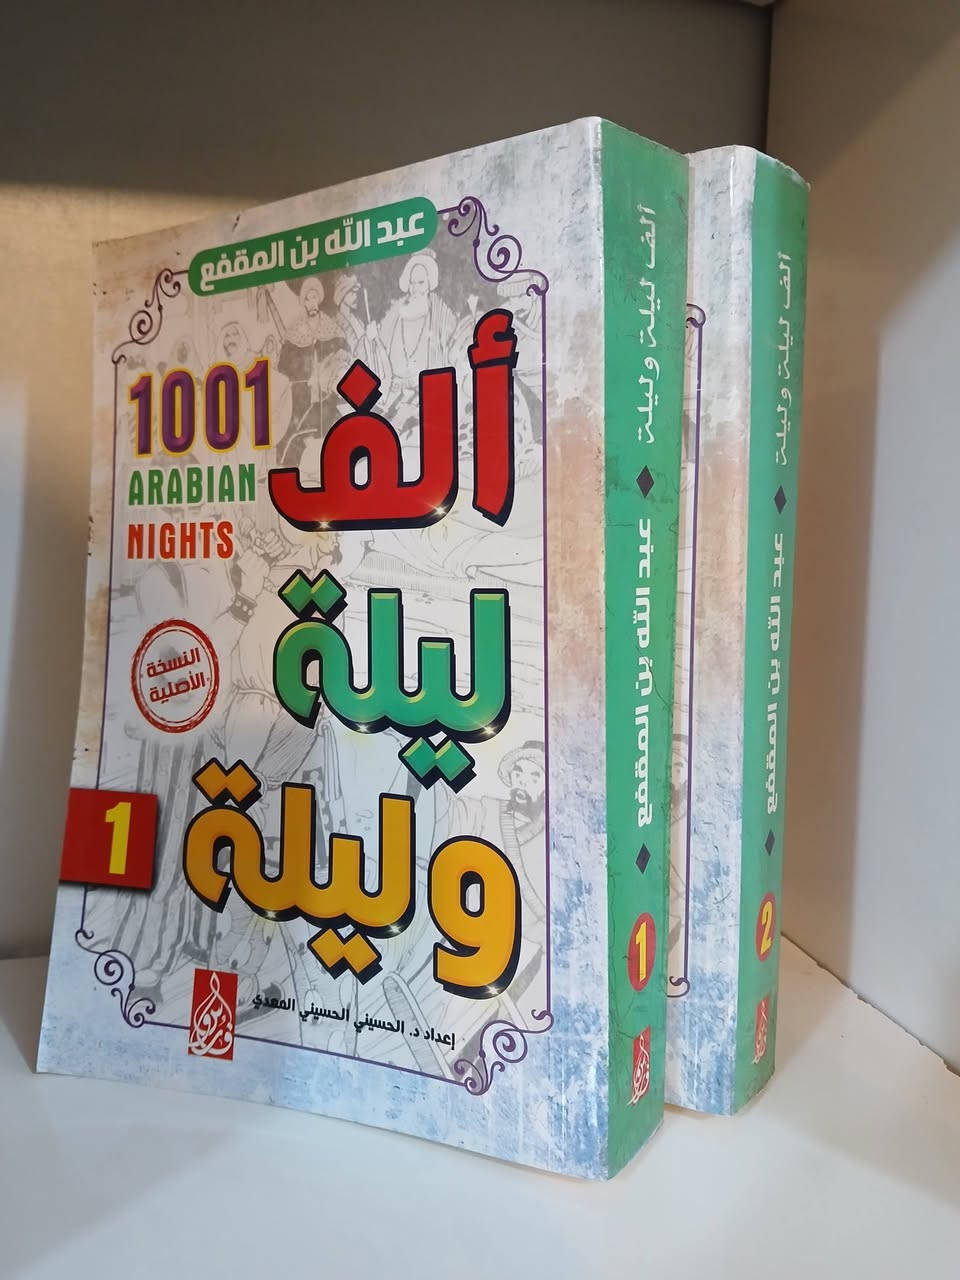 عبد الله بن المقفع
1001
ARABIAN
NIGHTS
ألف
ليلة
وليلة
النسخة
الأصلية
1
إعداد د. الحسيني الحسيني المعدي
ألف ليلة وليلة ♦ عبد الله بن المقفع ♦ 1
ألف ليلة وليلة ♦ عبد الله بن المقفع ♦ 2